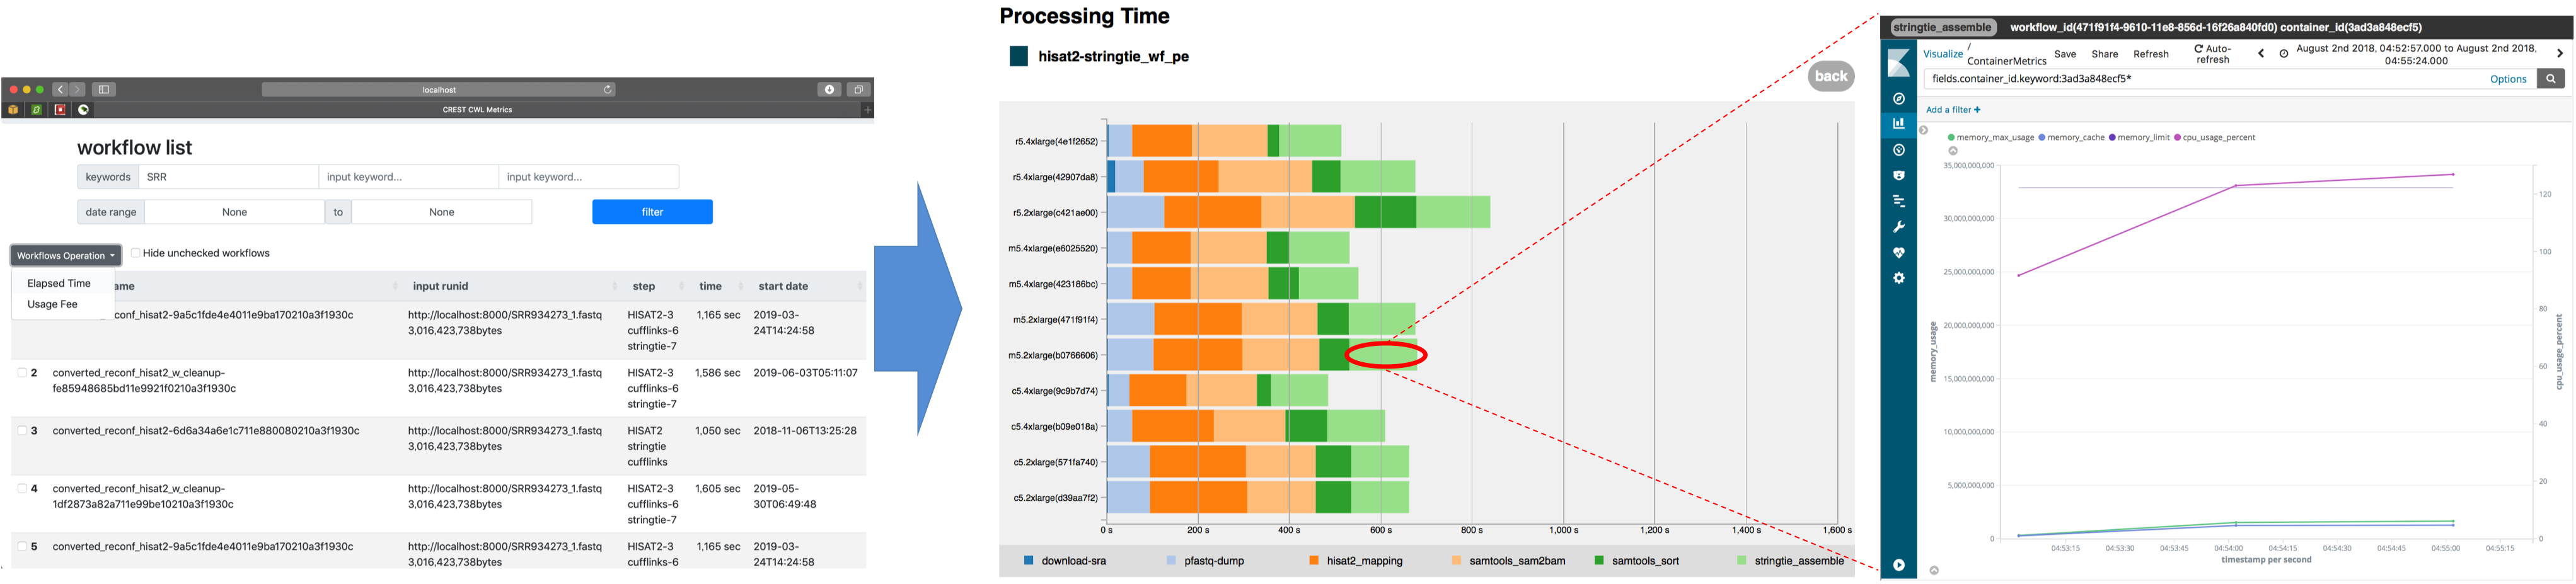 localhost
CREST CWL Metrics
workflow list
keywords SRR input keyword... input keyword...
date range None to None filter
Workflows Operation Hide unchecked workflows
Elapsed Time
Usage Fee
ame input runid step time start date
conf_hisat2-9a5c1fde4e4011e9ba170210a3f1930c http://localhost:8000/SRR934273_1.fastq HISAT2-3 1,165 sec 2019-03-
3,016,423,738bytes cufflinks-6 24T14:24:58
stringtie-7
2 converted_reconf_hisat2_w_cleanup- http://localhost:8000/SRR934273_1.fastq HISAT2-3 1,586 sec 2019-06-03T05:11:07
fe85948685bd11e9921f0210a3f1930c 3,016,423,738bytes cufflinks-6
stringtie-7
3 converted_reconf_hisat2-6d6a34a6e1c711e880080210a3f1930c http://localhost:8000/SRR934273_1.fastq HISAT2 1,050 sec 2018-11-06T13:25:28
3,016,423,738bytes stringtie
cufflinks
4 converted_reconf_hisat2_w_cleanup- http://localhost:8000/SRR934273_1.fastq HISAT2-3 1,605 sec 2019-05-
1df2873a82a711e99be10210a3f1930c 3,016,423,738bytes cufflinks-6 30T06:49:48
stringtie-7
5 converted_reconf_hisat2-9a5c1fde4e4011e9ba170210a3f1930c http://localhost:8000/SRR934273_1.fastq HISAT2-3 1,165 sec 2019-03-
3,016,423,738bytes cufflinks-6 24T14:24:58
Processing Time
hisat2-stringtie_wf_pe
back
r5.4xlarge(4e1f2652)
r5.4xlarge(42907da8)
r5.2xlarge(c421ae00)
m5.4xlarge(e6025520)
m5.4xlarge(423186bc)
m5.2xlarge(471f91f4)
m5.2xlarge(b0766606)
c5.4xlarge(9c9b7d74)
c5.4xlarge(b09e018a)
c5.2xlarge(571fa740)
c5.2xlarge(d39aa7f2)
0 s 200 s 400 s 600 s 800 s 1,000 s 1,200 s 1,400 s 1,600 s
download-sra pfastq-dump hisat2_mapping samtools_sam2bam samtools_sort stringtie_assemble
stringtie_assemble workflow_id(471f91f4-9610-11e8-856d-16f26a840fd0) container_id(3ad3a848ecf5)
Visualize / ContainerMetrics Save Share Refresh Auto-refresh August 2nd 2018, 04:52:57.000 to August 2nd 2018,
04:55:24.000
fields.container_id.keyword:3ad3a848ecf5* Options
Add a filter +
memory_max_usage memory_cache memory_limit cpu_usage_percent
35,000,000,000
30,000,000,000
25,000,000,000
20,000,000,000
15,000,000,000
10,000,000,000
5,000,000,000
0
memory_usage
120
100
80
60
40
20
0
cpu_usage_percent
04:53:15 04:53:30 04:53:45 04:54:00 04:54:15 04:54:30 04:54:45 04:55:00 04:55:15
timestamp per second